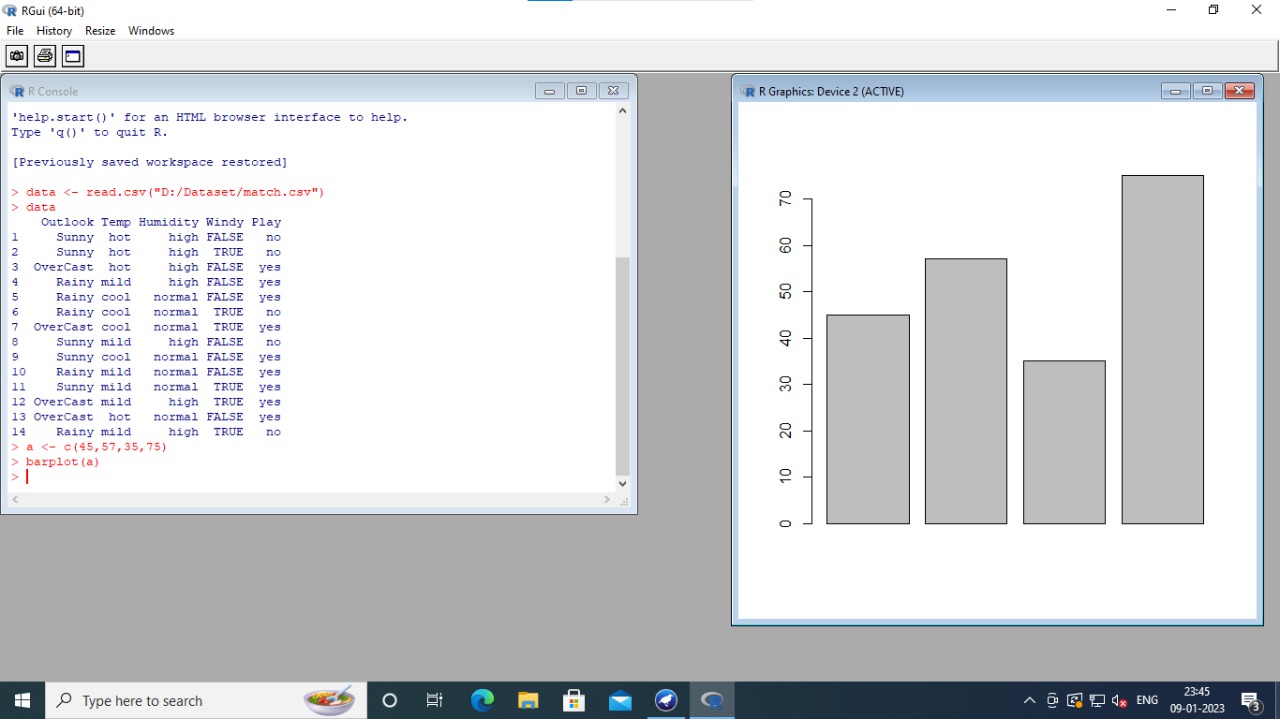 RGui (64-bit)
File History Resize Windows
R Console
'help.start()' for an HTML browser interface to help.
Type 'q()' to quit R.
[Previously saved workspace restored]
> data <- read.csv("D:/Dataset/match.csv")
> data
    Outlook Temp Humidity Windy Play
1     Sunny  hot     high FALSE   no
2     Sunny  hot     high  TRUE   no
3  OverCast  hot     high FALSE  yes
4     Rainy mild     high FALSE  yes
5     Rainy cool   normal FALSE  yes
6     Rainy cool   normal  TRUE   no
7  OverCast cool   normal  TRUE  yes
8     Sunny mild     high FALSE   no
9     Sunny cool   normal FALSE  yes
10    Rainy mild   normal FALSE  yes
11    Sunny mild   normal  TRUE  yes
12 OverCast mild     high  TRUE  yes
13 OverCast  hot   normal FALSE  yes
14    Rainy mild     high  TRUE   no
> a <- c(45,57,35,75)
> barplot(a)
>
R Graphics: Device 2 (ACTIVE)
70
60
50
40
30
20
10
0
Type here to search
ENG
23:45
09-01-2023
3